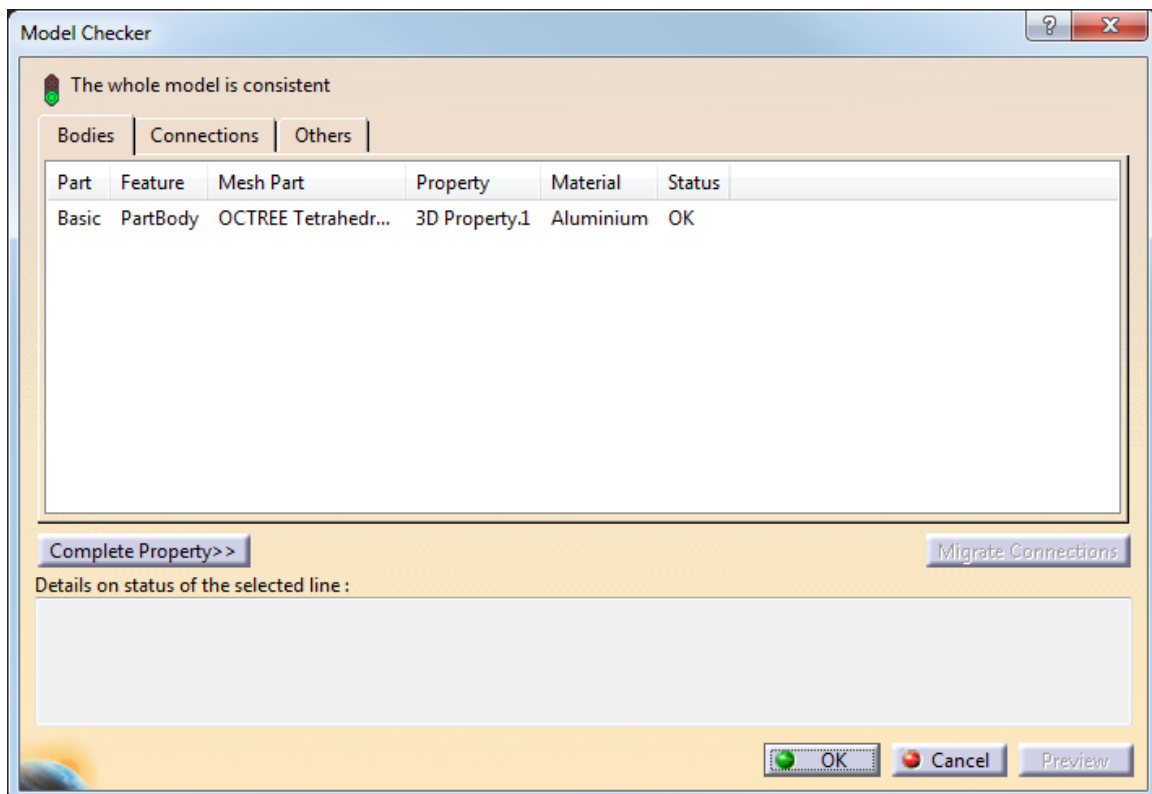 Model Checker
The whole model is consistent
Bodies Connections Others
Part Feature Mesh Part Property Material Status
Basic PartBody OCTREE Tetrahedr... 3D Property.1 Aluminium OK
Complete Property>> Migrate Connections
Details on status of the selected line :
OK Cancel Preview